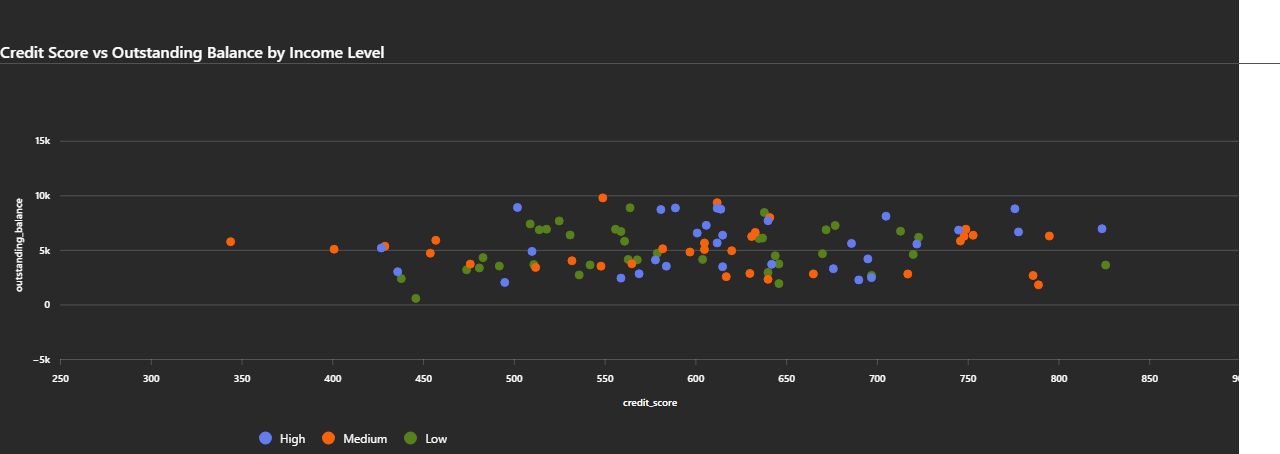 Credit Score vs Outstanding Balance by Income Level
15k
10k
5k
0
−5k
outstanding_balance
250 300 350 400 450 500 550 600 650 700 750 800 850
credit_score
High Medium Low